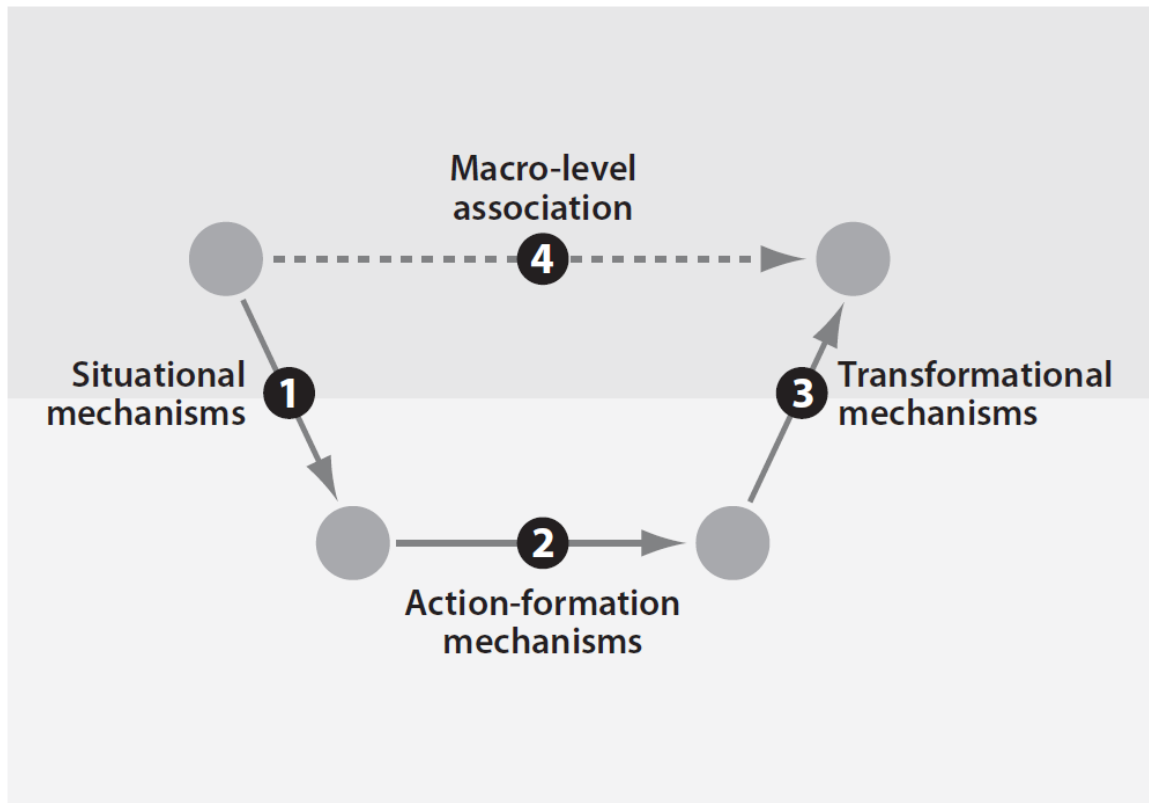 Macro-level
association
4
Situational
mechanisms
1
3
Transformational
mechanisms
2
Action-formation
mechanisms